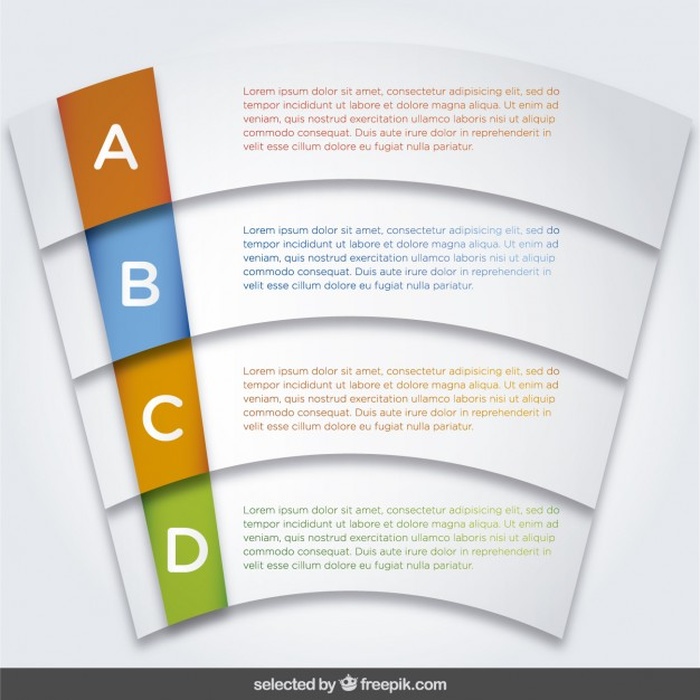 A
Lorem ipsum dolor sit amet, consectetur adipisicing elit, sed do
tempor incididunt ut labore et dolore magna aliqua. Ut enim ad
veniam, quis nostrud exercitation ullamco laboris nisi ut aliquip
commodo consequat. Duis aute irure dolor in reprehenderit in
velit esse cillum dolore eu fugiat nulla pariatur.
B
Lorem ipsum dolor sit amet, consectetur adipisicing elit, sed do
tempor incididunt ut labore et dolore magna aliqua. Ut enim ad
veniam, quis nostrud exercitation ullamco laboris nisi ut aliquip
commodo consequat. Duis aute irure dolor in reprehenderit in
velit esse cillum dolore eu fugiat nulla pariatur.
C
Lorem ipsum dolor sit amet, consectetur adipisicing elit, sed do
tempor incididunt ut labore et dolore magna aliqua. Ut enim ad
veniam, quis nostrud exercitation ullamco laboris nisi ut aliquip
commodo consequat. Duis aute irure dolor in reprehenderit in
velit esse cillum dolore eu fugiat nulla pariatur.
D
Lorem ipsum dolor sit amet, consectetur adipisicing elit, sed do
tempor incididunt ut labore et dolore magna aliqua. Ut enim ad
veniam, quis nostrud exercitation ullamco laboris nisi ut aliquip
commodo consequat. Duis aute irure dolor in reprehenderit in
velit esse cillum dolore eu fugiat nulla pariatur.
selected by freepik.com